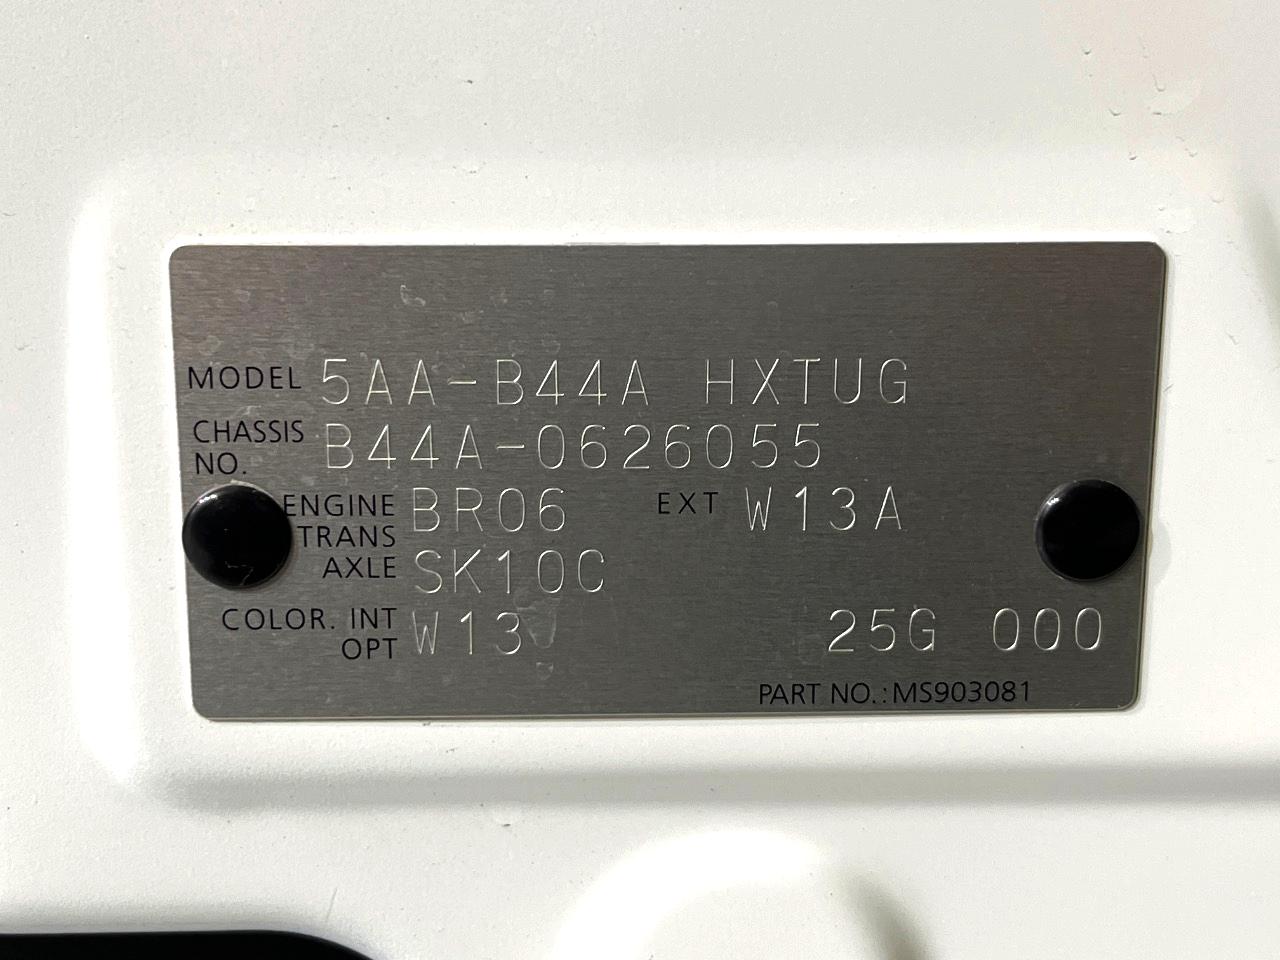 MODEL 5AA-B44A HXTUG
CHASSIS NO. B44A-0626055
ENGINE BR06 EXT W13A
TRANS AXLE SK10C
COLOR. INT OPT W13 25G 000
PART NO.:MS903081